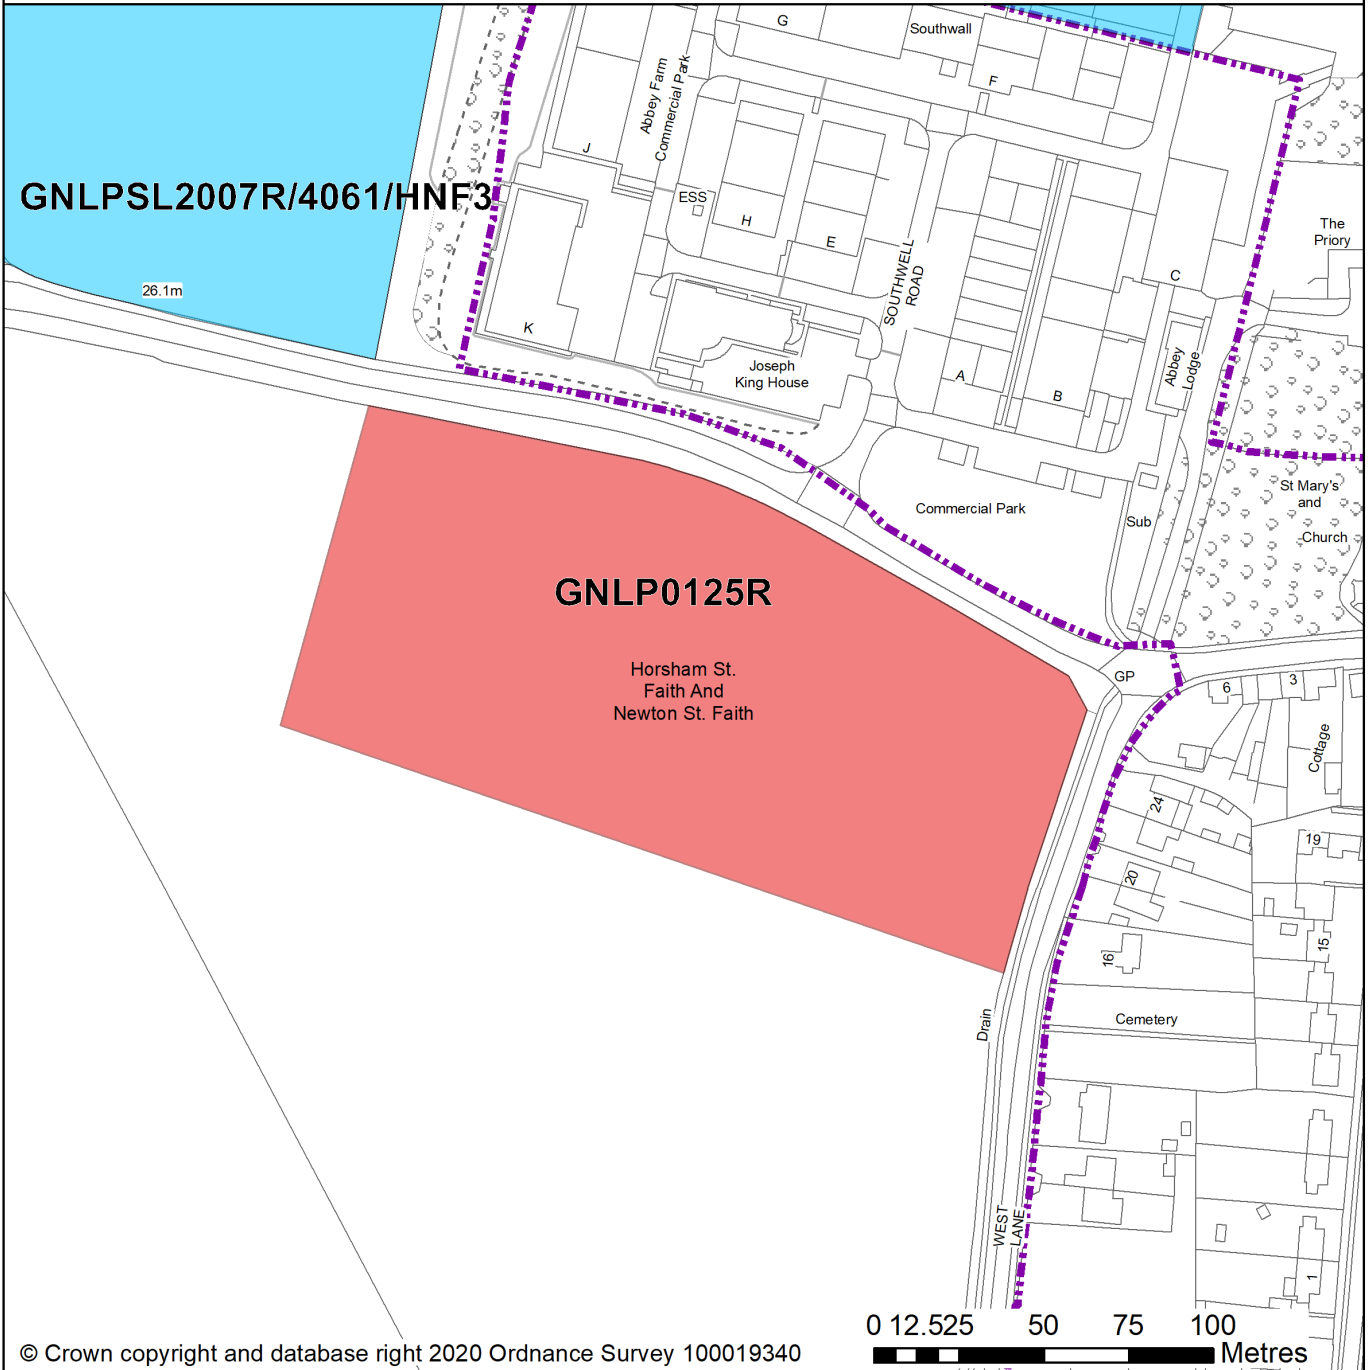 G
Southwall
F
Abbey Farm
Commercial Park
J
GNLPSL2007R/4061/HNF3
ESS
H
E
The
Priory
SOUTHWELL
ROAD
C
26.1m
K
Joseph
King House
A
Abbey
Lodge
B
St Mary's
and
Church
Commercial Park
Sub
GNLP0125R
Horsham St.
Faith And
Newton St. Faith
GP
6
3
Cottage
24
19
20
15
16
Drain
Cemetery
WEST
LANE
1
0 12.525 50 75 100
Metres
© Crown copyright and database right 2020 Ordnance Survey 100019340